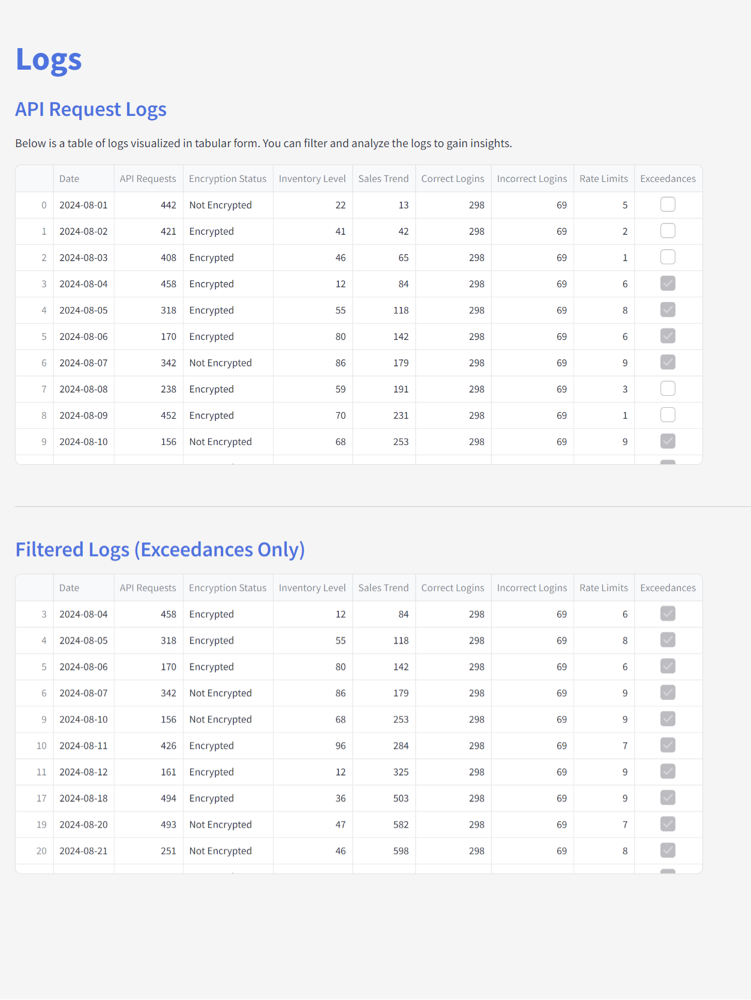 Logs
API Request Logs
Below is a table of logs visualized in tabular form. You can filter and analyze the logs to gain insights.
Date API Requests Encryption Status Inventory Level Sales Trend Correct Logins Incorrect Logins Rate Limits Exceedances
0 2024-08-01 442 Not Encrypted 22 13 298 69 5
1 2024-08-02 421 Encrypted 41 42 298 69 2
2 2024-08-03 408 Encrypted 46 65 298 69 1
3 2024-08-04 458 Encrypted 12 84 298 69 6
4 2024-08-05 318 Encrypted 55 118 298 69 8
5 2024-08-06 170 Encrypted 80 142 298 69 6
6 2024-08-07 342 Not Encrypted 86 179 298 69 9
7 2024-08-08 238 Encrypted 59 191 298 69 3
8 2024-08-09 452 Encrypted 70 231 298 69 1
9 2024-08-10 156 Not Encrypted 68 253 298 69 9
Filtered Logs (Exceedances Only)
Date API Requests Encryption Status Inventory Level Sales Trend Correct Logins Incorrect Logins Rate Limits Exceedances
3 2024-08-04 458 Encrypted 12 84 298 69 6
4 2024-08-05 318 Encrypted 55 118 298 69 8
5 2024-08-06 170 Encrypted 80 142 298 69 6
6 2024-08-07 342 Not Encrypted 86 179 298 69 9
9 2024-08-10 156 Not Encrypted 68 253 298 69 9
10 2024-08-11 426 Encrypted 96 284 298 69 7
11 2024-08-12 161 Encrypted 12 325 298 69 9
17 2024-08-18 494 Encrypted 36 503 298 69 9
19 2024-08-20 493 Not Encrypted 47 582 298 69 7
20 2024-08-21 251 Not Encrypted 46 598 298 69 8